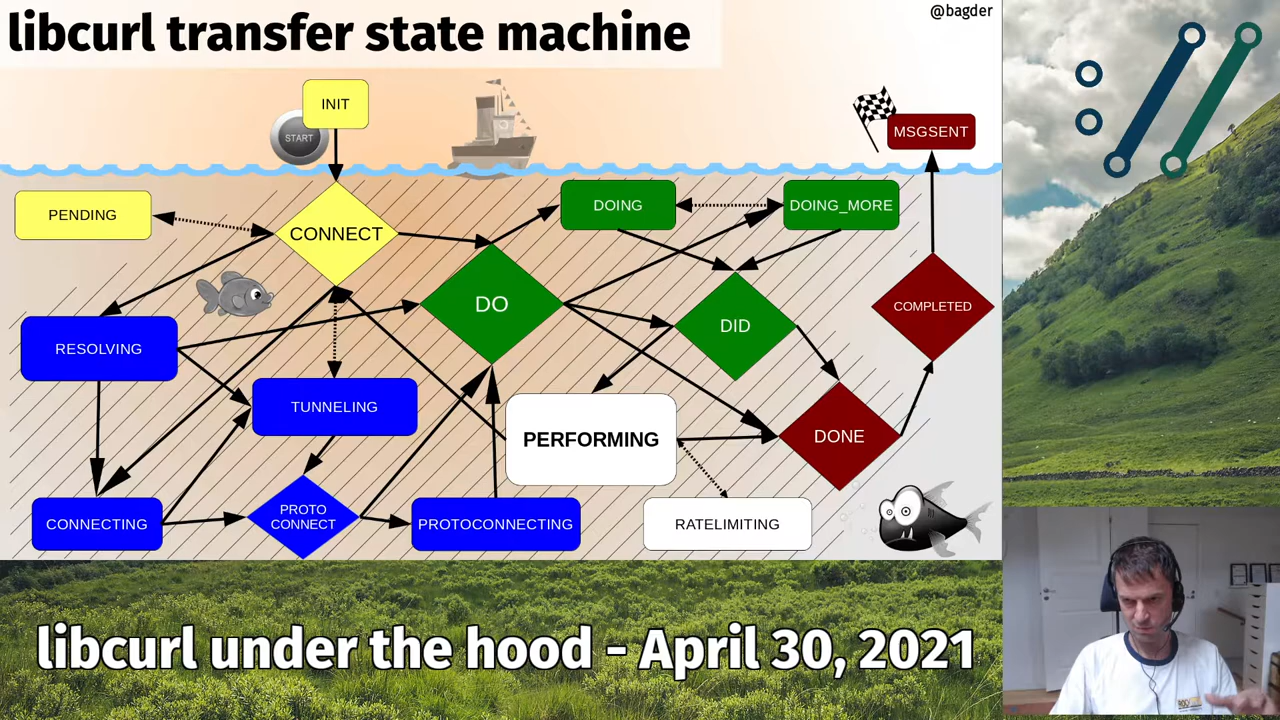 libcurl transfer state machine
@bagder
INIT
START
MSGSENT
PENDING
CONNECT
DOING
DOING_MORE
DO
DID
COMPLETED
RESOLVING
TUNNELING
PERFORMING
DONE
CONNECTING
PROTO
CONNECT
PROTOCONNECTING
RATELIMITING
libcurl under the hood - April 30, 2021